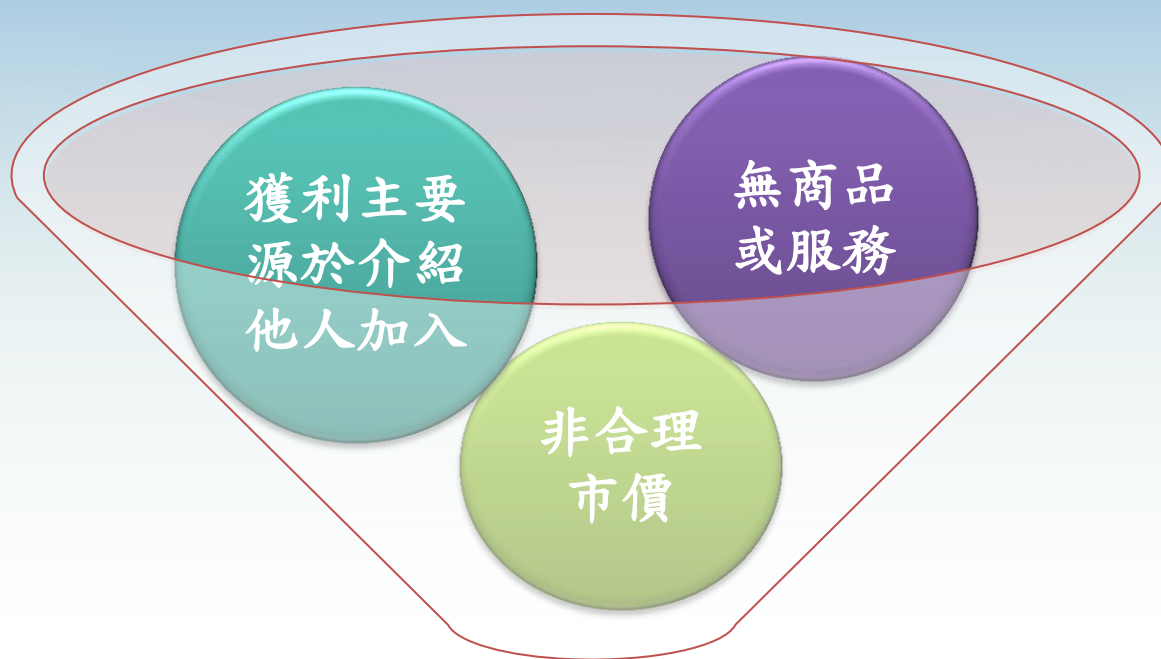 獲利主要
源於介紹
他人加入
無商品
或服務
非合理
市價